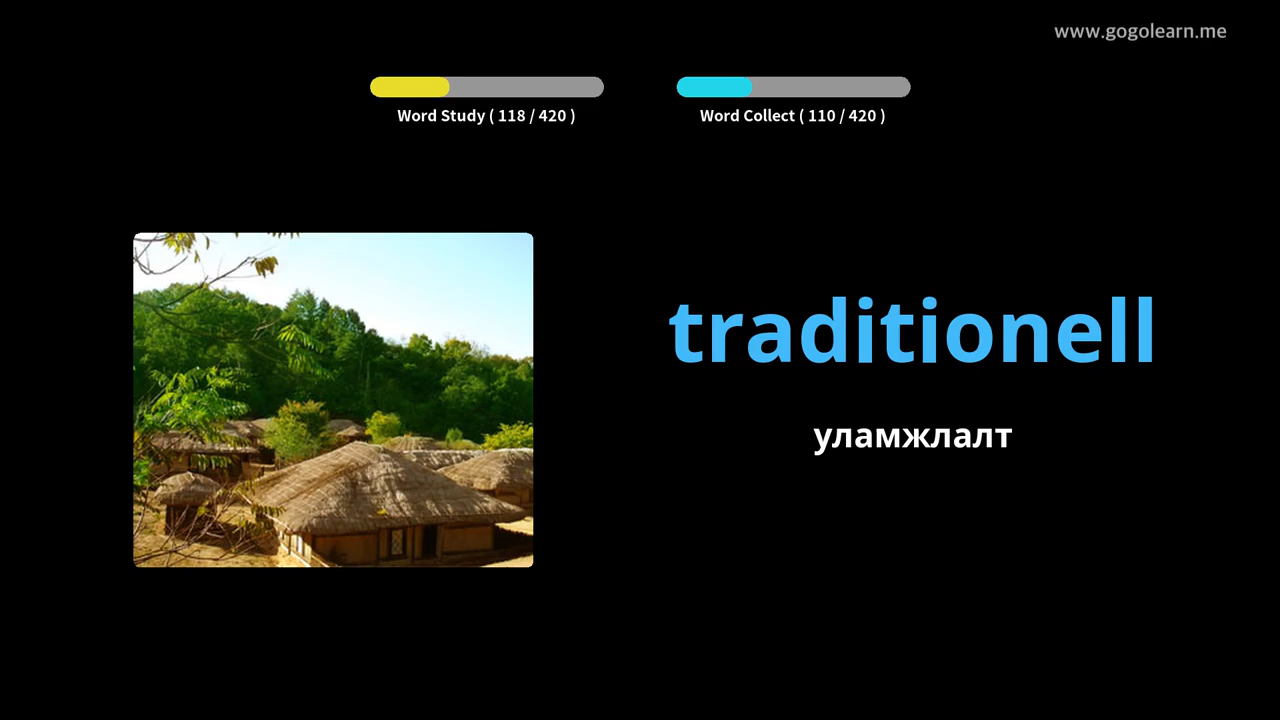 www.gogolearn.me
Word Study ( 118 / 420 )
Word Collect ( 110 / 420 )
traditionell
уламжлалт